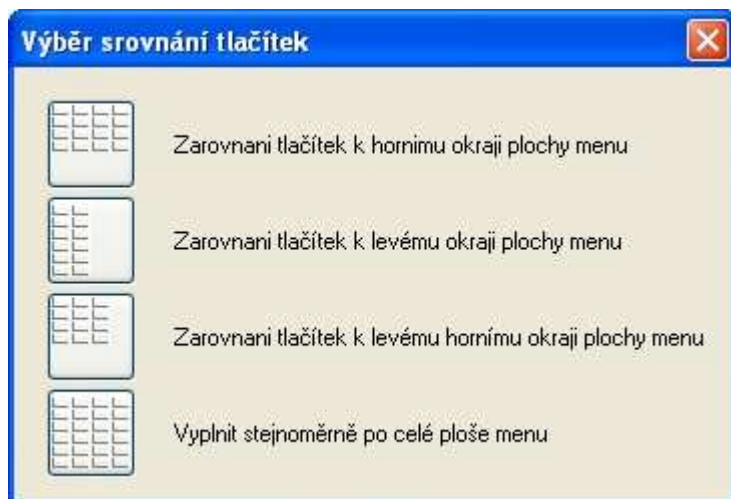 Výběr srovnání tlačítek
Zarovnani tlačítek k hornimu okraji plochy menu
Zarovnani tlačítek k levému okraji plochy menu
Zarovnani tlačítek k levému hornímu okraji plochy menu
Vyplnit stejnoměrně po celé ploše menu